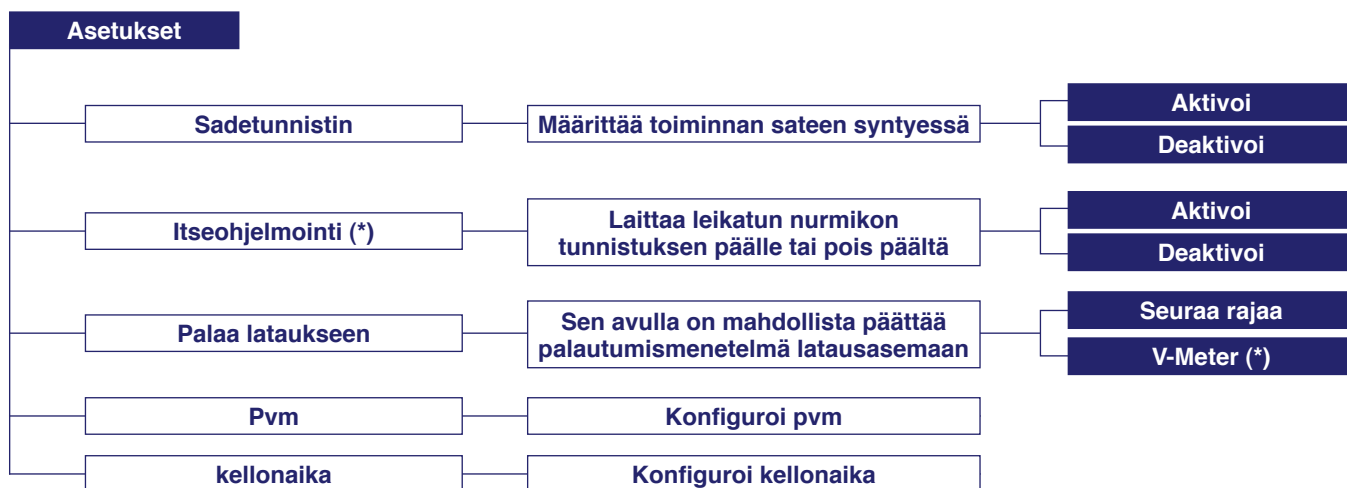 Asetukset
Sadetunnistin
Määrittää toiminnan sateen syntyessä
Aktivoi
Deaktivoi
Itseohjelmointi (*)
Laittaa leikatun nurmikon
tunnistuksen päälle tai pois päältä
Aktivoi
Deaktivoi
Palaa lataukseen
Sen avulla on mahdollista päättää
palautumismenetelmä latausasemaan
Seuraa rajaa
V-Meter (*)
Pvm
Konfiguroi pvm
kellonaika
Konfiguroi kellonaika